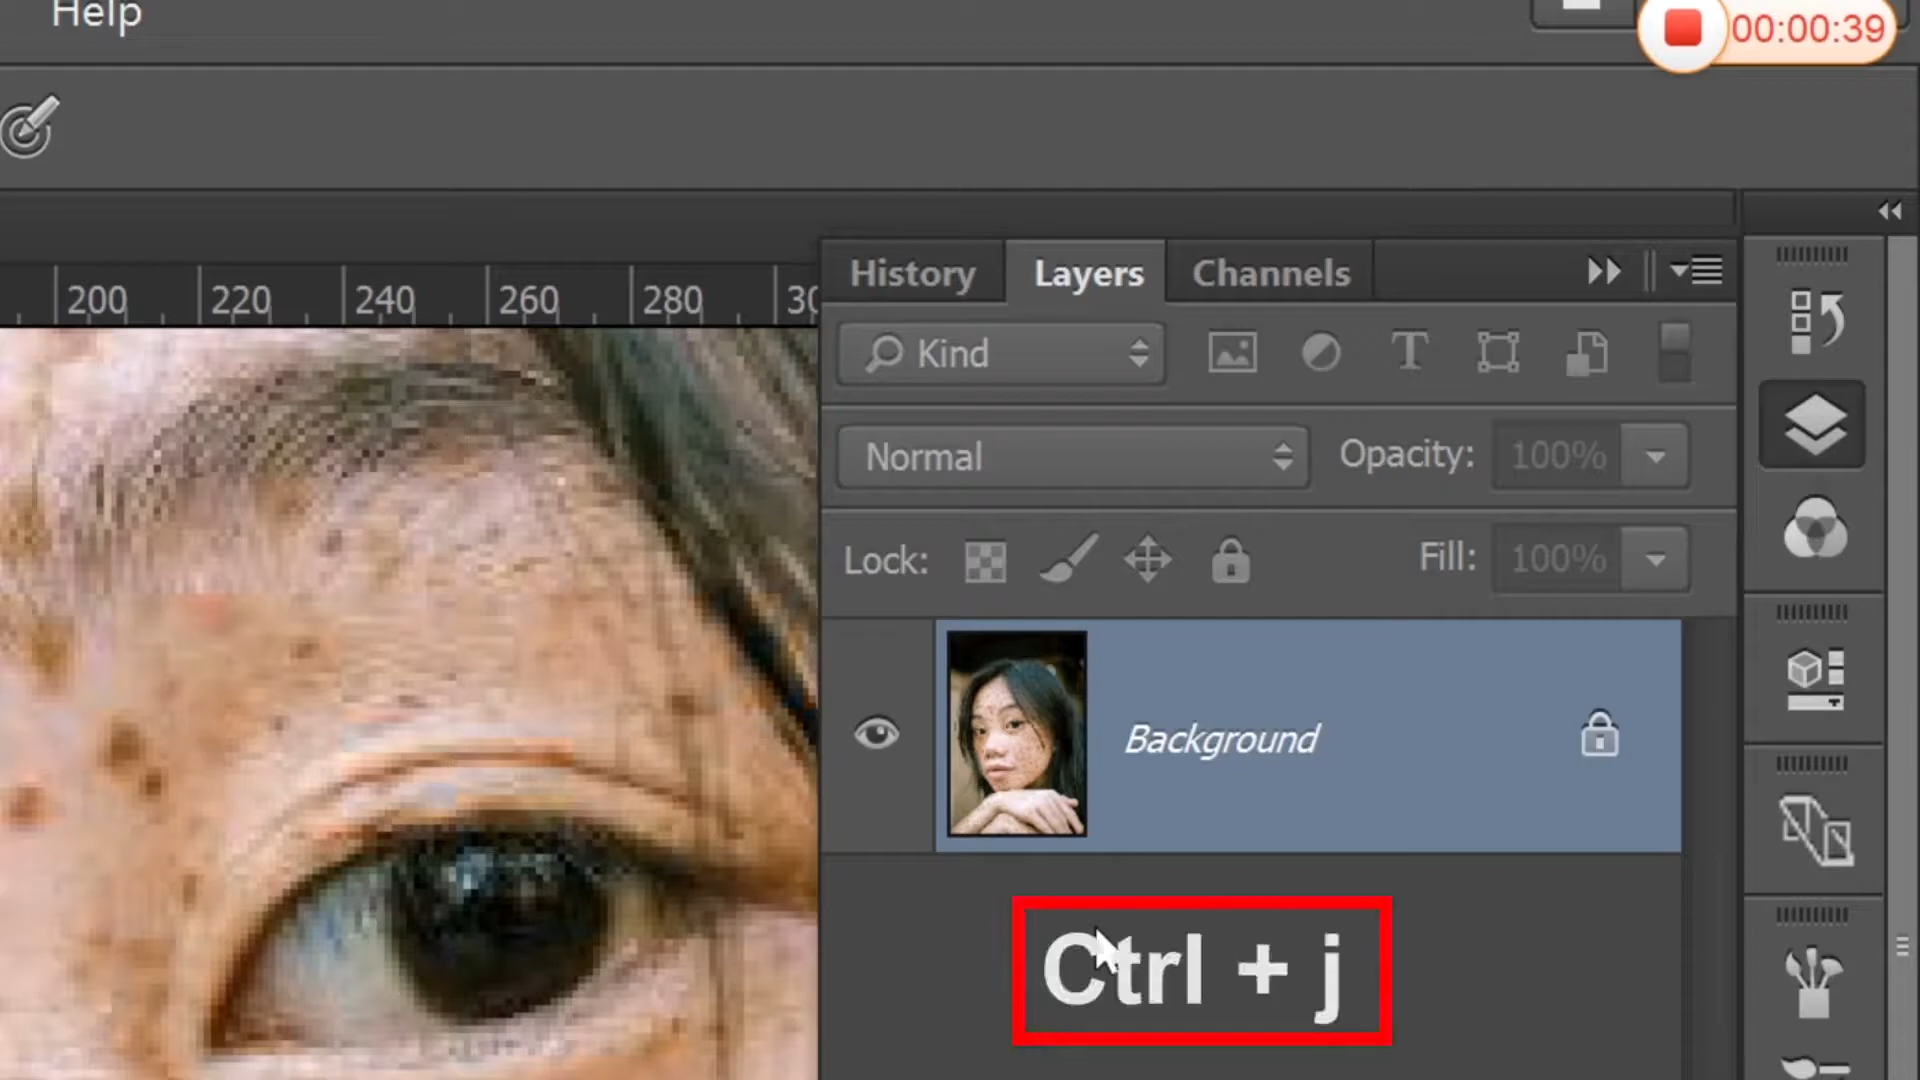 Help
00:00:39
200 220 240 260 280 30
History Layers Channels
Kind
Normal Opacity: 100%
Lock: Fill: 100%
Background
Ctrl + j